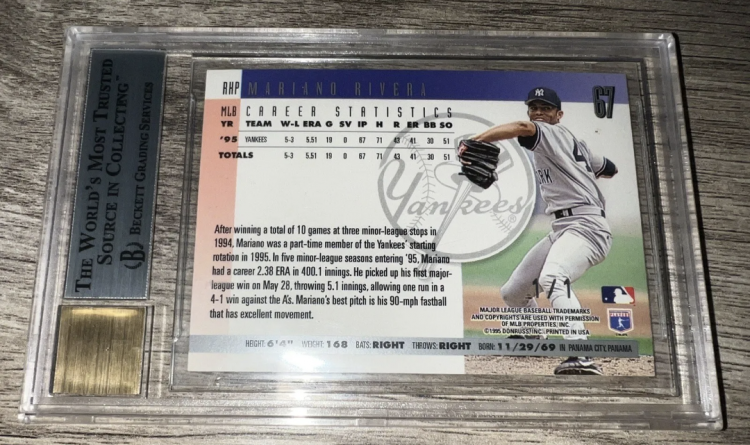 THE WORLD'S MOST TRUSTED
SOURCE IN COLLECTING™
B BECKETT GRADING SERVICES
RHP MARIANO RIVERA
67
MLB CAREER STATISTICS
YR TEAM W-L ERA G SV IP H R ER BB SO
'95 YANKEES 5-3 5.51 19 0 67 71 43 41 30 51
TOTALS 5-3 5.51 19 0 67 71 43 41 30 51
Yankees
After winning a total of 10 games at three minor-league stops in
1994, Mariano was a part-time member of the Yankees' starting
rotation in 1995. In five minor-league seasons entering '95, Mariano
had a career 2.38 ERA in 400.1 innings. He picked up his first major-
league win on May 28, throwing 5.1 innings, allowing one run in a
4-1 win against the A's. Mariano's best pitch is his 90-mph fastball
that has excellent movement.
1/1
MAJOR LEAGUE BASEBALL TRADEMARKS
AND COPYRIGHTS ARE USED WITH PERMISSION
OF MLB PROPERTIES, INC.
©1995 DONRUSS, INC. PRINTED IN USA
HEIGHT: 6'4" WEIGHT: 168 BATS: RIGHT THROWS: RIGHT BORN: 11/29/69 IN PANAMA CITY, PANAMA